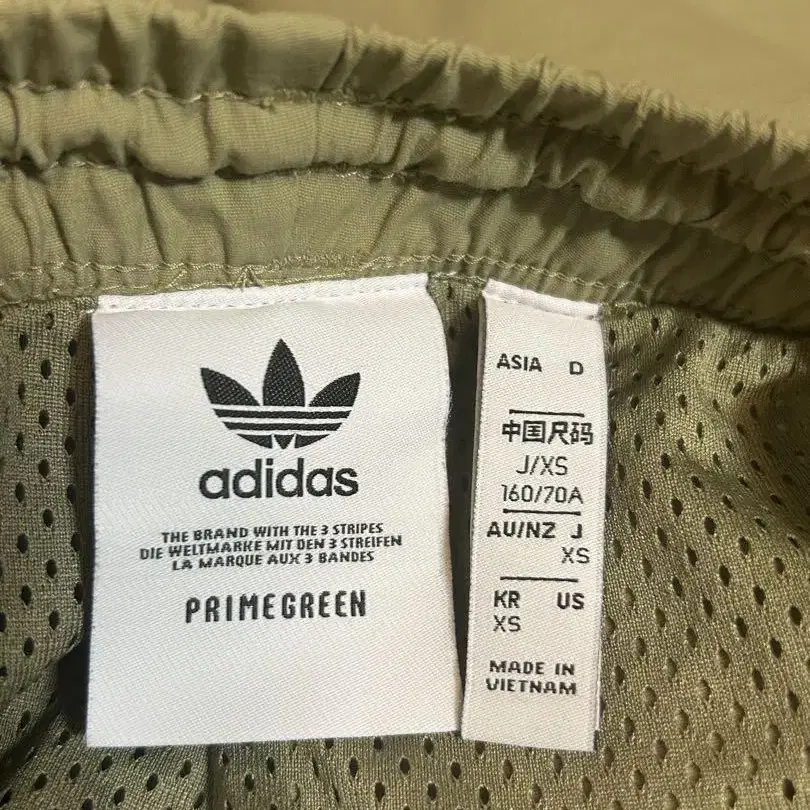 adidas
THE BRAND WITH THE 3 STRIPES
DIE WELTMARKE MIT DEN 3 STREIFEN
LA MARQUE AUX 3 BANDES
PRIMEGREEN
ASIA D
中国尺码
J/XS
160/70A
AU/NZ J
XS
KR US
XS
MADE IN
VIETNAM